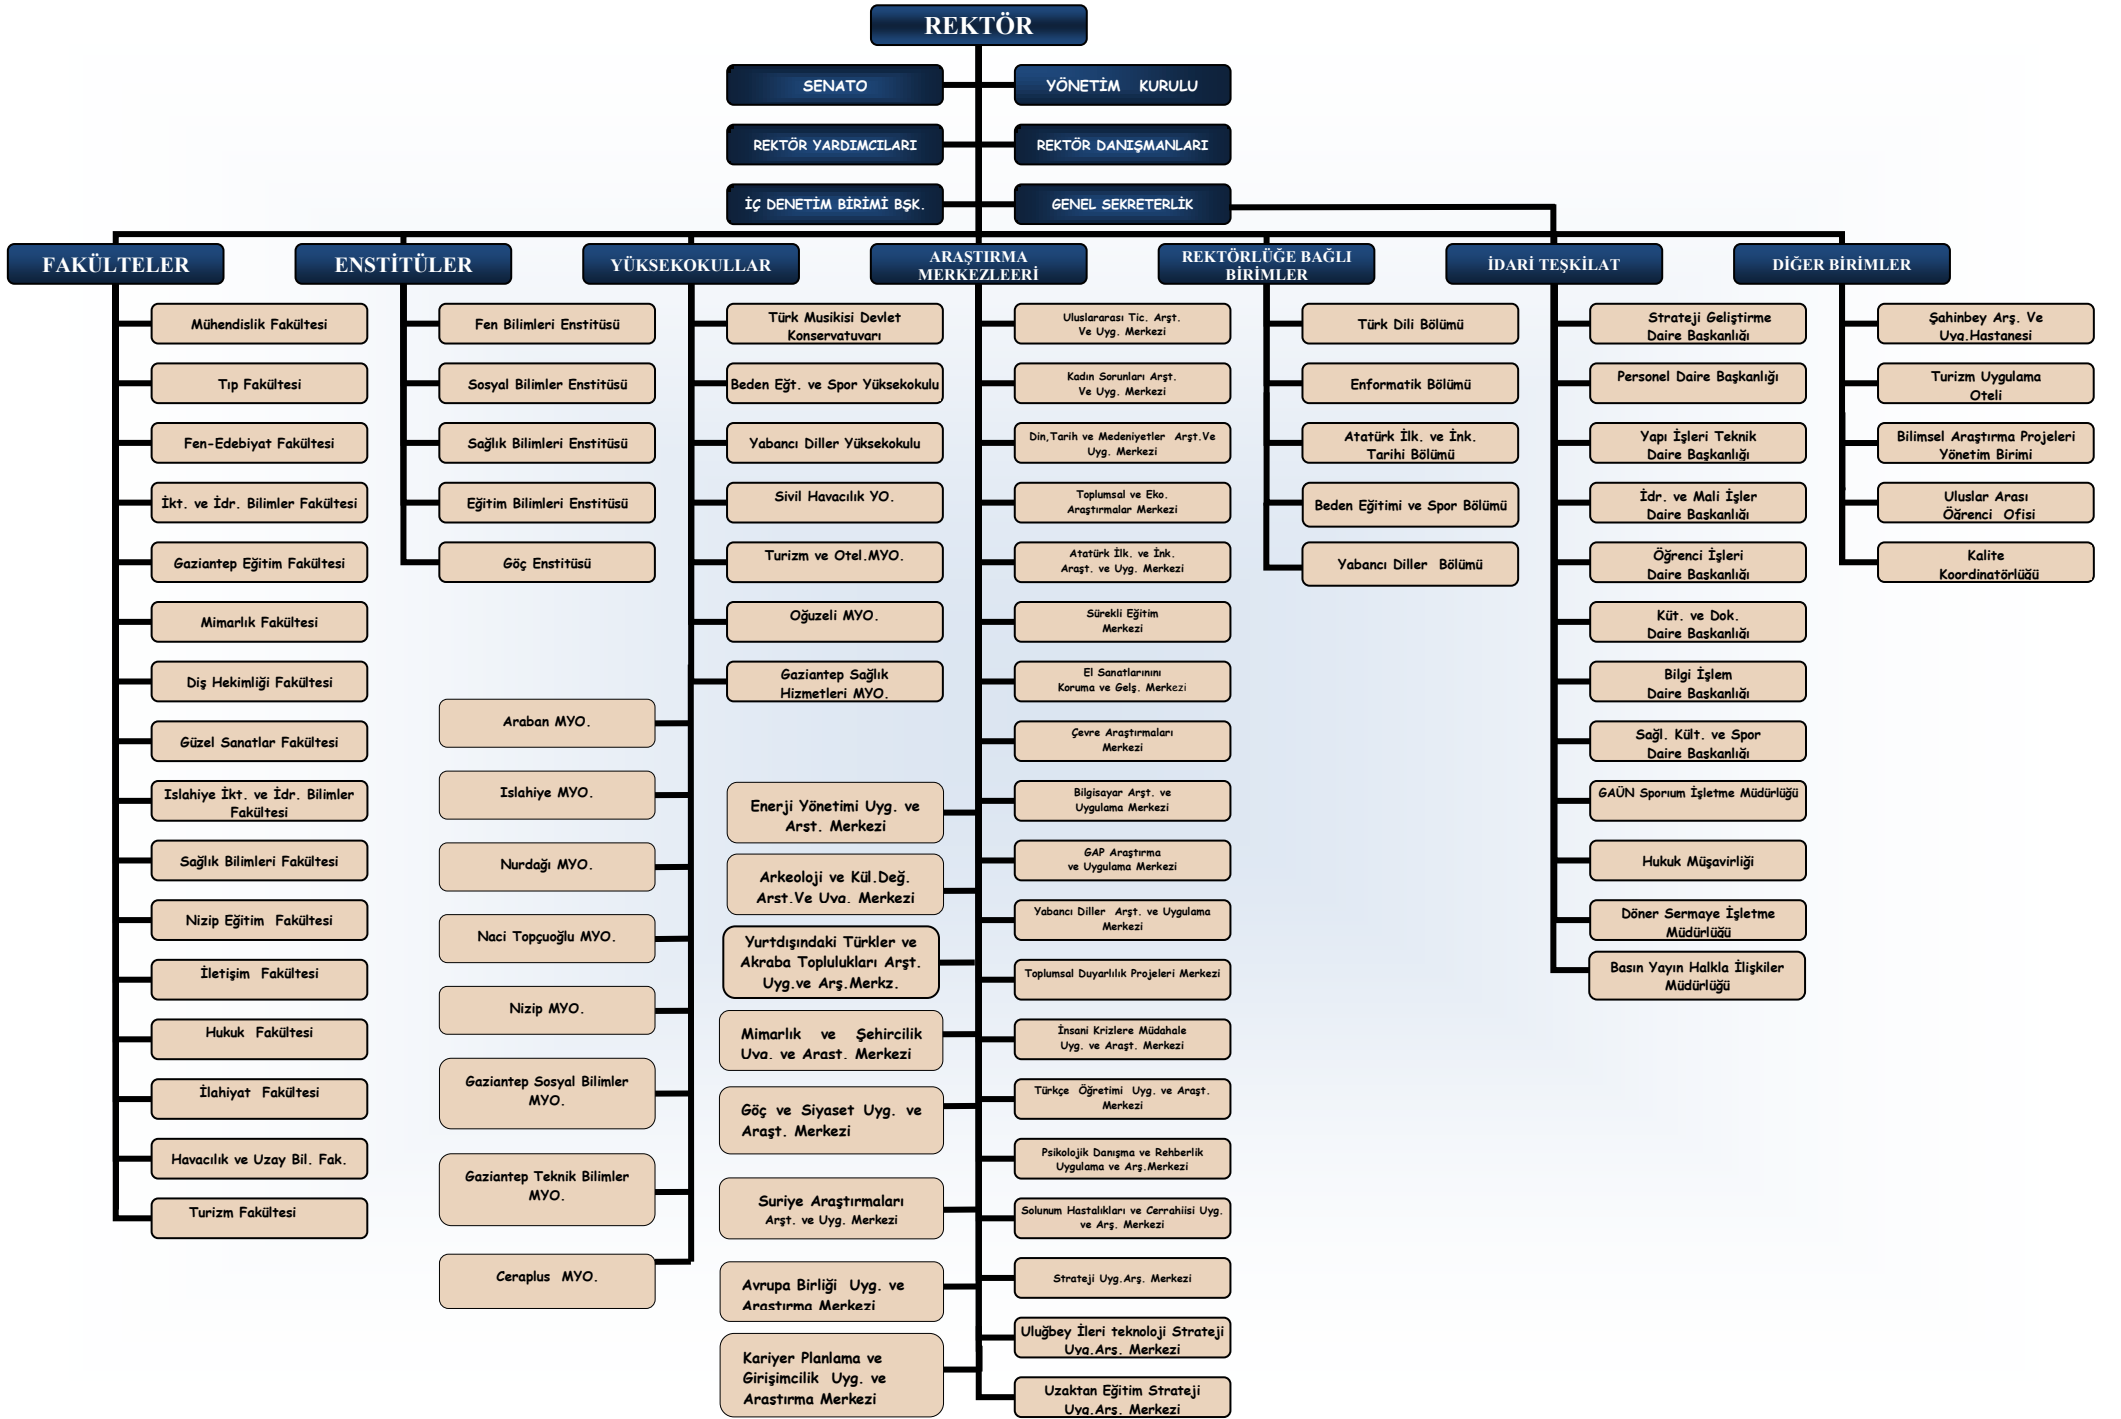 REKTÖR
SENATO
YÖNETİM KURULU
REKTÖR YARDIMCILARI
REKTÖR DANIŞMANLARI
İÇ DENETİM BİRİMİ BŞK.
GENEL SEKRETERLİK
FAKÜLTELER
Mühendislik Fakültesi
Tıp Fakültesi
Fen-Edebiyat Fakültesi
İkt. ve İdr. Bilimler Fakültesi
Gaziantep Eğitim Fakültesi
Mimarlık Fakültesi
Diş Hekimliği Fakültesi
Güzel Sanatlar Fakültesi
Islahiye İkt. ve İdr. Bilimler
Fakültesi
Sağlık Bilimleri Fakültesi
Nizip Eğitim Fakültesi
İletişim Fakültesi
Hukuk Fakültesi
İlahiyat Fakültesi
Havacılık ve Uzay Bil. Fak.
Turizm Fakültesi
ENSTİTÜLER
Fen Bilimleri Enstitüsü
Sosyal Bilimler Enstitüsü
Sağlık Bilimleri Enstitüsü
Eğitim Bilimleri Enstitüsü
Göç Enstitüsü
YÜKSEKOKULLAR
Türk Musikisi Devlet
Konservatuvarı
Beden Eğt. ve Spor Yüksekokulu
Yabancı Diller Yüksekokulu
Sivil Havacılık YO.
Turizm ve Otel.MYO.
Oğuzeli MYO.
Gaziantep Sağlık
Hizmetleri MYO.
Araban MYO.
Islahiye MYO.
Nurdağı MYO.
Naci Topçuoğlu MYO.
Nizip MYO.
Gaziantep Sosyal Bilimler
MYO.
Gaziantep Teknik Bilimler
MYO.
Ceraplus MYO.
ARAŞTIRMA
MERKEZLEERİ
Uluslararası Tic. Arşt.
Ve Uyg. Merkezi
Kadın Sorunları Arşt.
Ve Uyg. Merkezi
Din,Tarih ve Medeniyetler Arşt.Ve
Uyg. Merkezi
Toplumsal ve Eko.
Araştırmalar Merkezi
Atatürk İlk. ve İnk.
Araşt. ve Uyg. Merkezi
Sürekli Eğitim
Merkezi
El Sanatlarınını
Koruma ve Gelş. Merkezi
Çevre Araştırmaları
Merkezi
Bilgisayar Arşt. ve
Uygulama Merkezi
GAP Araştırma
ve Uygulama Merkezi
Yabancı Diller Arşt. ve Uygulama
Merkezi
Toplumsal Duyarlılık Projeleri Merkezi
İnsani Krizlere Müdahale
Uyg. ve Araşt. Merkezi
Türkçe Öğretimi Uyg. ve Araşt.
Merkezi
Psikolojik Danışma ve Rehberlik
Uygulama ve Arş.Merkezi
Solunum Hastalıkları ve Cerrahiisi Uyg.
ve Arş. Merkezi
Strateji Uyg.Arş. Merkezi
Uluğbey İleri teknoloji Strateji
Uyg.Arş. Merkezi
Uzaktan Eğitim Strateji
Uyg.Arş. Merkezi
Enerji Yönetimi Uyg. ve
Arşt. Merkezi
Arkeoloji ve Kül.Değ.
Arşt.Ve Uyg. Merkezi
Yurtdışındaki Türkler ve
Akraba Toplulukları Arşt.
Uyg.ve Arş.Merkz.
Mimarlık ve Şehircilik
Uyg. ve Araşt. Merkezi
Göç ve Siyaset Uyg. ve
Araşt. Merkezi
Suriye Araştırmaları
Arşt. ve Uyg. Merkezi
Avrupa Birliği Uyg. ve
Araştırma Merkezi
Kariyer Planlama ve
Girişimcilik Uyg. ve
Araştırma Merkezi
REKTÖRLÜĞE BAĞLI
BİRİMLER
Türk Dili Bölümü
Enformatik Bölümü
Atatürk İlk. ve İnk.
Tarihi Bölümü
Beden Eğitimi ve Spor Bölümü
Yabancı Diller Bölümü
İDARİ TEŞKİLAT
Strateji Geliştirme
Daire Başkanlığı
Personel Daire Başkanlığı
Yapı İşleri Teknik
Daire Başkanlığı
İdr. ve Mali İşler
Daire Başkanlığı
Öğrenci İşleri
Daire Başkanlığı
Küt. ve Dok.
Daire Başkanlığı
Bilgi İşlem
Daire Başkanlığı
Sağl. Kült. ve Spor
Daire Başkanlığı
GAÜN Sporium İşletme Müdürlüğü
Hukuk Müşavirliği
Döner Sermaye İşletme
Müdürlüğü
Basın Yayın Halkla İlişkiler
Müdürlüğü
DİĞER BİRİMLER
Şahinbey Arş. Ve
Uyg.Hastanesi
Turizm Uygulama
Oteli
Bilimsel Araştırma Projeleri
Yönetim Birimi
Uluslar Arası
Öğrenci Ofisi
Kalite
Koordinatörlüğü